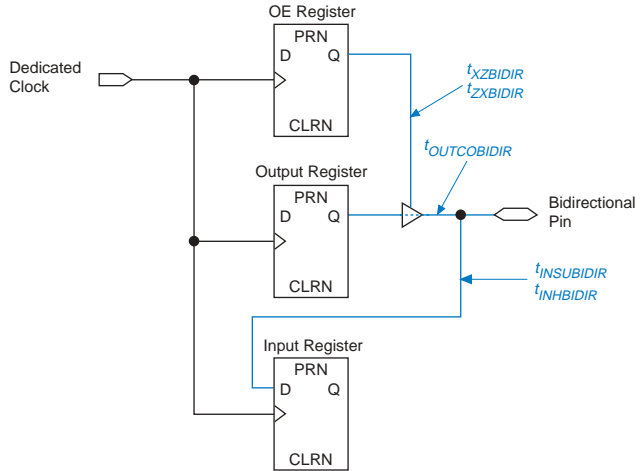 OE Register
PRN
D Q
CLRN
Dedicated
Clock
tXZBIDIR
tZXBIDIR
tOUTCOBIDIR
Output Register
PRN
D Q
CLRN
Bidirectional
Pin
tINSUBIDIR
tINHBIDIR
Input Register
PRN
D Q
CLRN